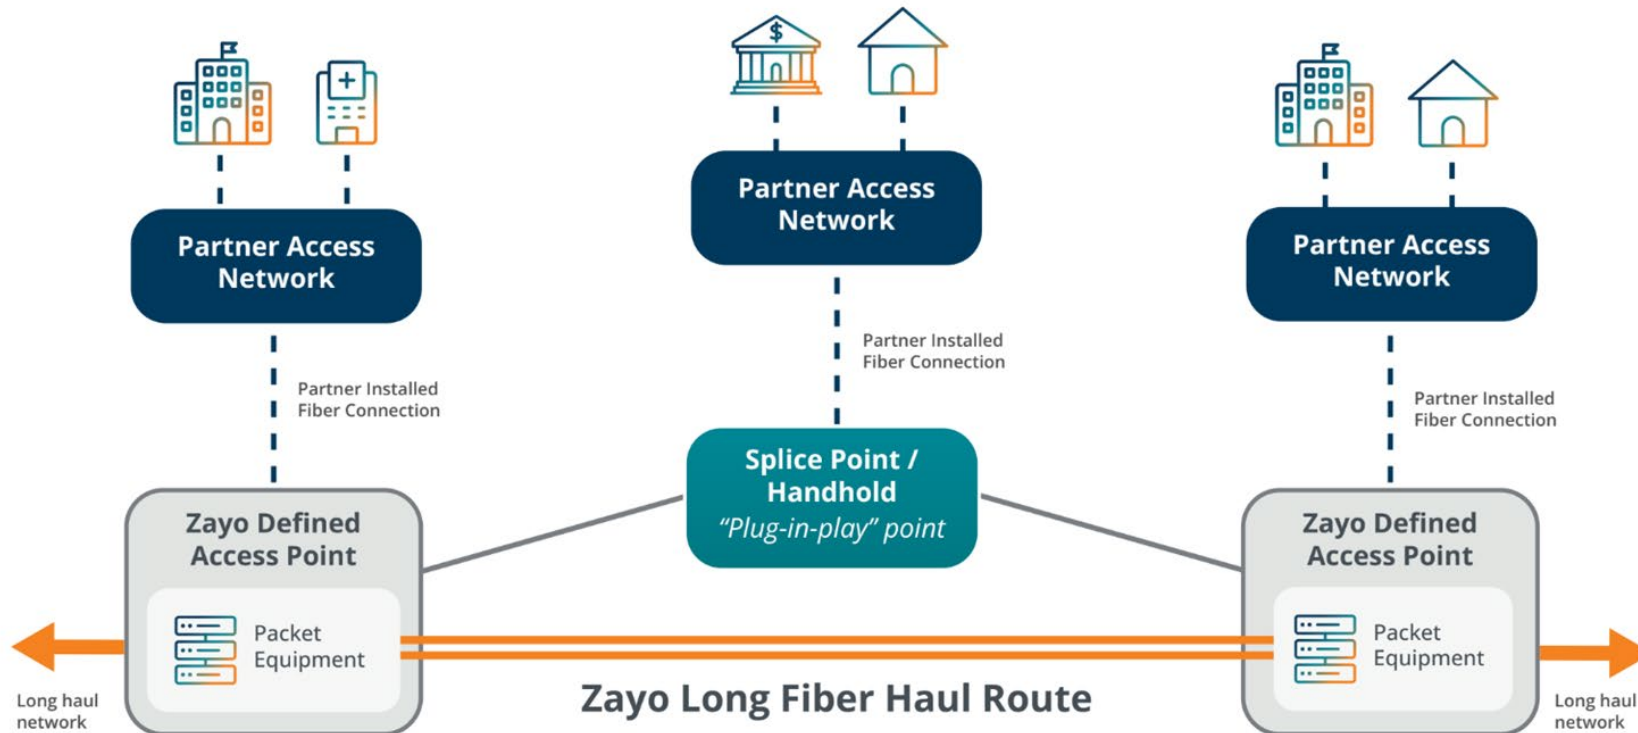 $
Partner Access
Network
Partner Access
Network
Partner Access
Network
Partner Installed
Fiber Connection
Partner Installed
Fiber Connection
Partner Installed
Fiber Connection
Splice Point /
Handhold
“Plug-in-play” point
Zayo Defined
Access Point
Packet
Equipment
Zayo Defined
Access Point
Packet
Equipment
Long haul
network
Zayo Long Fiber Haul Route
Long haul
network